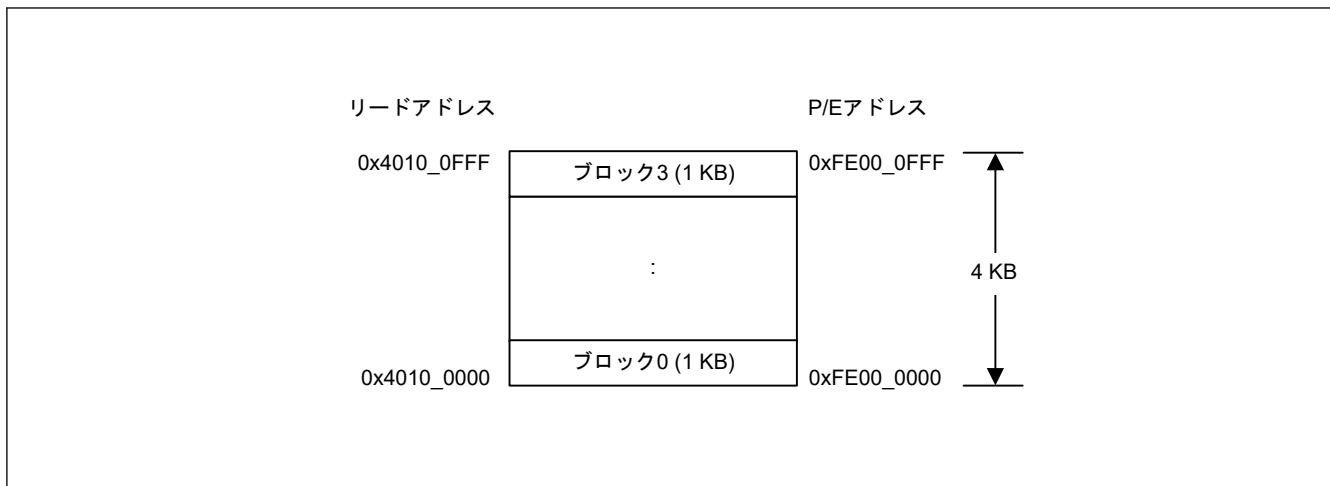 リードアドレス P/Eアドレス
0x4010_0FFF ブロック3 (1 KB) 0xFE00_0FFF
:
4 KB
ブロック0 (1 KB)
0x4010_0000 0xFE00_0000